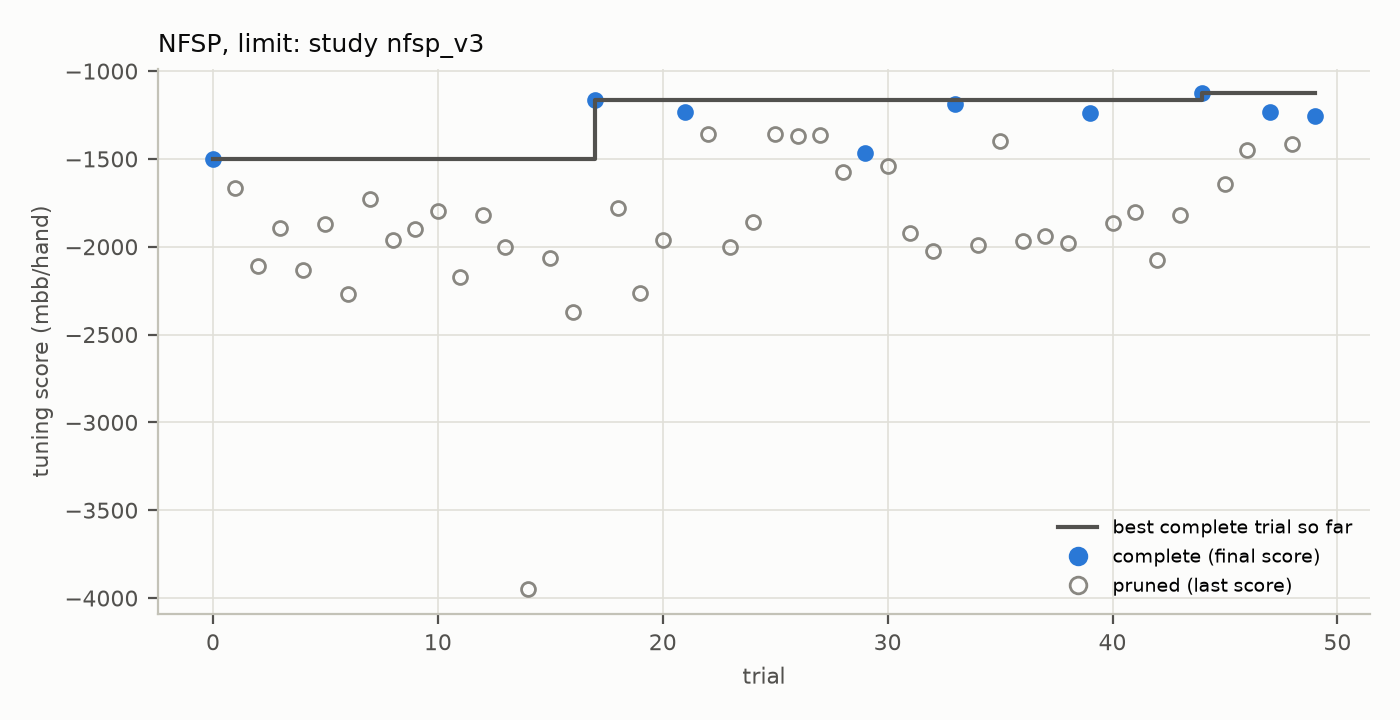 NFSP, limit: study nfsp_v3
−1000
−1500
−2000
−2500
−3000
−3500
−4000
tuning score (mbb/hand)
best complete trial so far
complete (final score)
pruned (last score)
0 10 20 30 40 50
trial